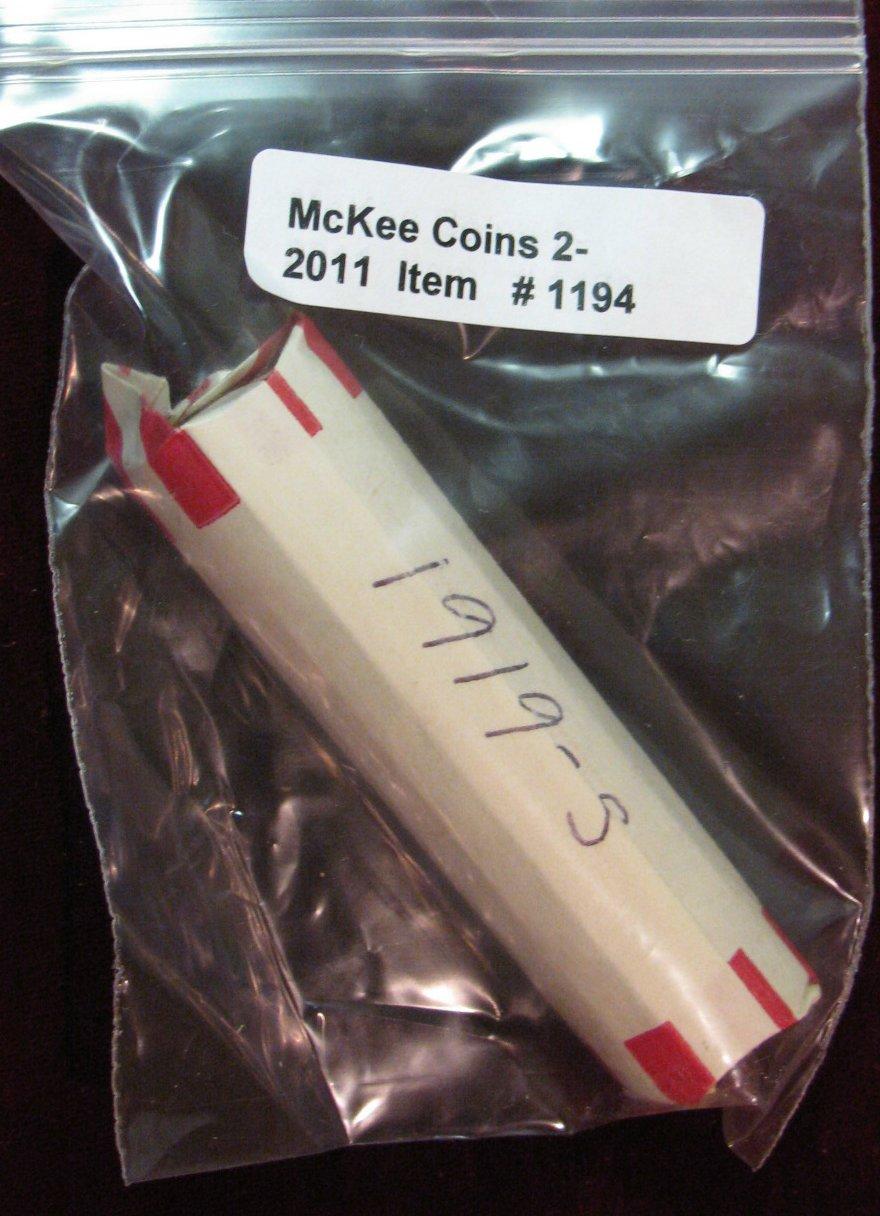 McKee Coins 2-
2011 Item # 1194
1919-S